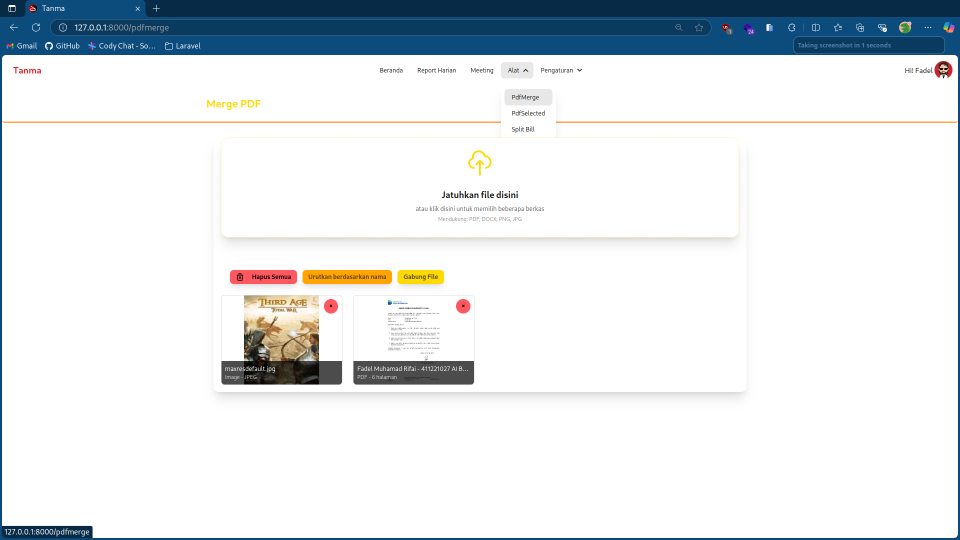 Tanma
127.0.0.1:8000/pdfmerge
Gmail GitHub Cody Chat - So... Laravel
Taking screenshot in 1 seconds
Tanma
Beranda Report Harian Meeting Alat Pengaturan
Hi! Fadel
PdfMerge
PdfSelected
Split Bill
Merge PDF
Jatuhkan file disini
atau klik disini untuk memilih beberapa berkas
Mendukung: PDF, DOCX, PNG, JPG
Hapus Semua Urutkan berdasarkan nama Gabung File
THIRD AGE
TOTAL WAR
maxresdefault.jpg
Image - JPEG
Fadel Muhamad Rifai - 411221027 AI B...
PDF - 6 halaman
127.0.0.1:8000/pdfmerge